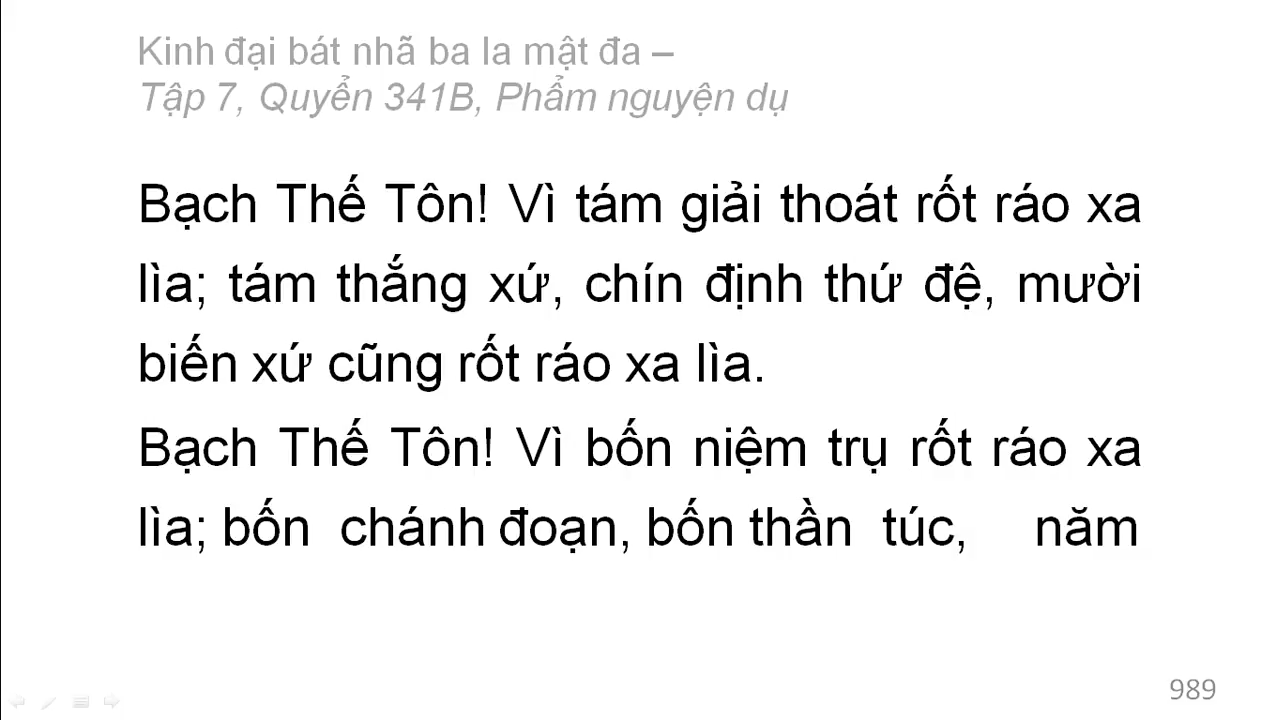 Kinh đại bát nhã ba la mật đa –
Tập 7, Quyển 341B, Phẩm nguyện dụ
Bạch Thế Tôn! Vì tám giải thoát rốt ráo xa
lìa; tám thắng xứ, chín định thứ đệ, mười
biến xứ cũng rốt ráo xa lìa.
Bạch Thế Tôn! Vì bốn niệm trụ rốt ráo xa
lìa; bốn chánh đoạn, bốn thần túc, năm
989